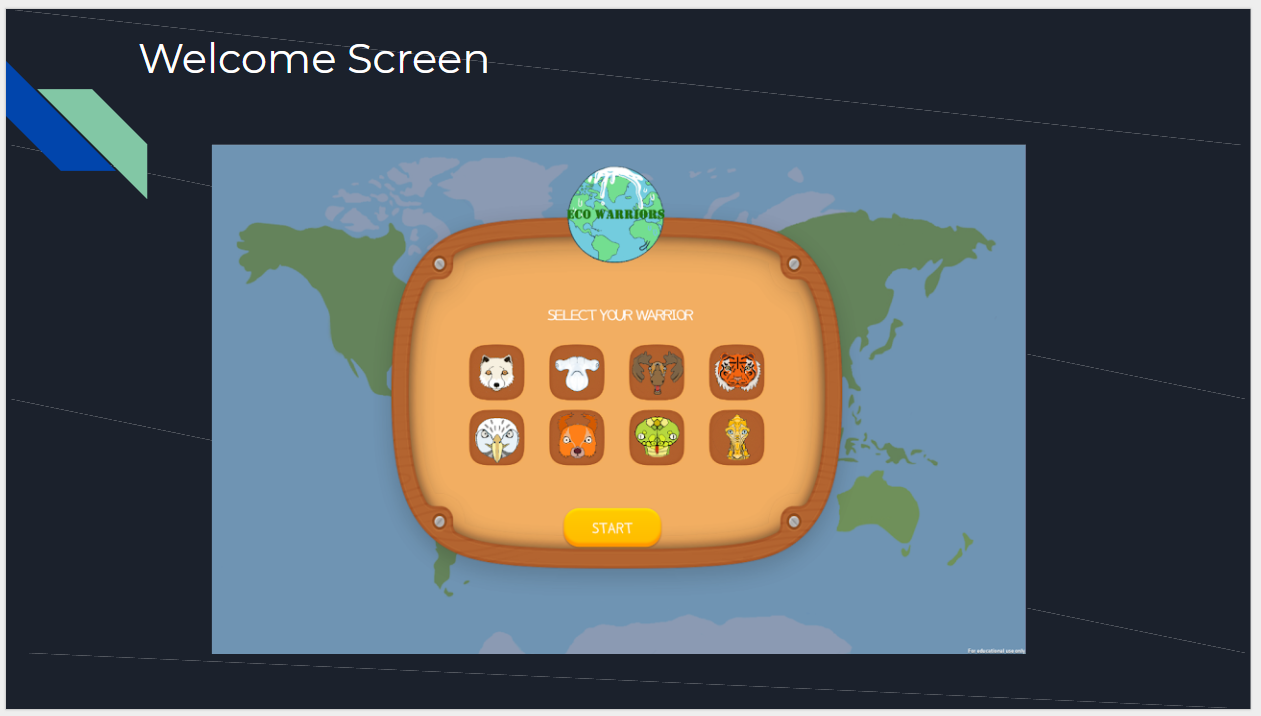 Welcome Screen
ECO WARRIORS
SELECT YOUR WARRIOR
START
For educational use only